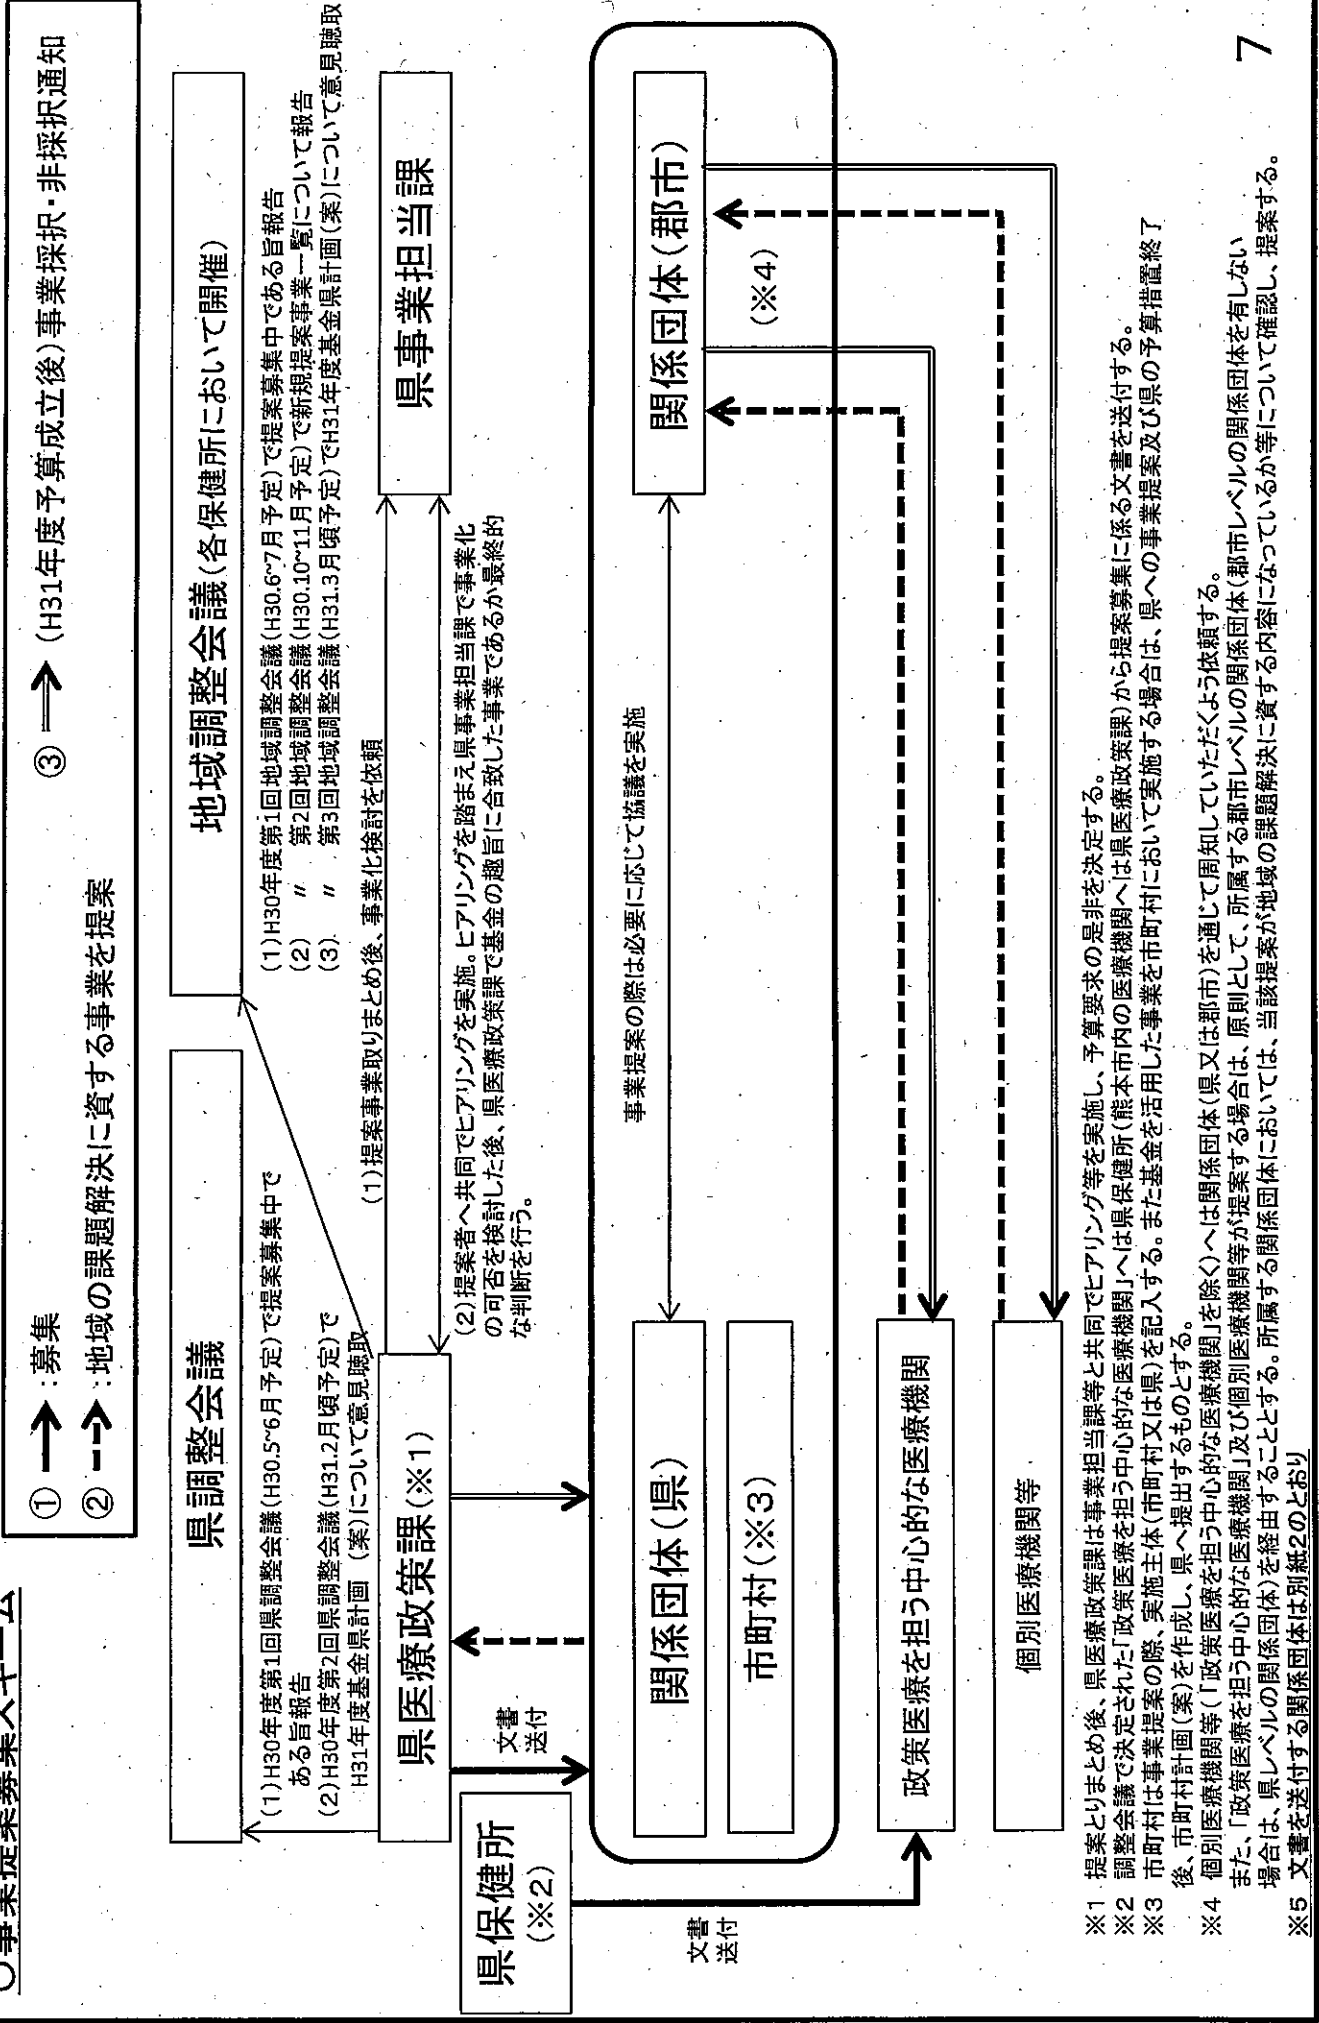 ○事業提案募集スキーム
① ：募集
② ：地域の課題解決に資する事業を提案
③ (H31年度予算成立後)事業採択・非採択通知
県調整会議
(1)H30年度第1回県調整会議(H30.5~6月予定)で提案募集中で
ある旨報告
(2)H30年度第2回県調整会議(H31.2月頃予定)で
H31年度基金県計画（案）について意見聴取
地域調整会議(各保健所において開催)
(1)H30年度第1回地域調整会議(H30.6~7月予定)で提案募集中である旨報告
(2) 〃 第2回地域調整会議(H30.10~11月予定)で新規提案事業一覧について報告
(3) 〃 第3回地域調整会議(H31.3月頃予定)でH31年度基金県計画(案)について意見聴取
県保健所
(※2)
県医療政策課(※1)
(1)提案事業取りまとめ後、事業化検討を依頼
(2)提案者へ共同でヒアリングを実施。ヒアリングを踏まえ県事業担当課で事業化
の可否を検討した後、県医療政策課で基金の趣旨に合致した事業であるか最終的
な判断を行う。
県事業担当課
文書
送付
文書
送付
関係団体(県)
市町村(※3)
事業提案の際は必要に応じて協議を実施
関係団体(郡市)
(※4)
政策医療を担う中心的な医療機関
個別医療機関等
※1 提案とりまとめ後、県医療政策課は事業担当課等と共同でヒアリング等を実施し、予算要求の是非を決定する。
※2 調整会議で決定された「政策医療を担う中心的な医療機関」へは県保健所(熊本市内の医療機関へは県医療政策課)から提案募集に係る文書を送付する。
※3 市町村は事業提案の際、実施主体(市町村又は県)を記入する。また基金を活用した事業を市町村において実施する場合は、県への事業提案及び県の予算措置終了
後、市町村計画(案)を作成し、県へ提出するものとする。
※4 個別医療機関等(「政策医療を担う中心的な医療機関」を除く)へは関係団体(県又は郡市)を通じて周知していただくよう依頼する。
また、「政策医療を担う中心的な医療機関」及び個別医療機関等が提案する場合は、原則として、所属する郡市レベルの関係団体(郡市レベルの関係団体を有しない
場合は、県レベルの関係団体)を経由することとする。所属する関係団体においては、当該提案が地域の課題解決に資する内容になっているか等について確認し、提案する。
※5 文書を送付する関係団体は別紙2のとおり
7